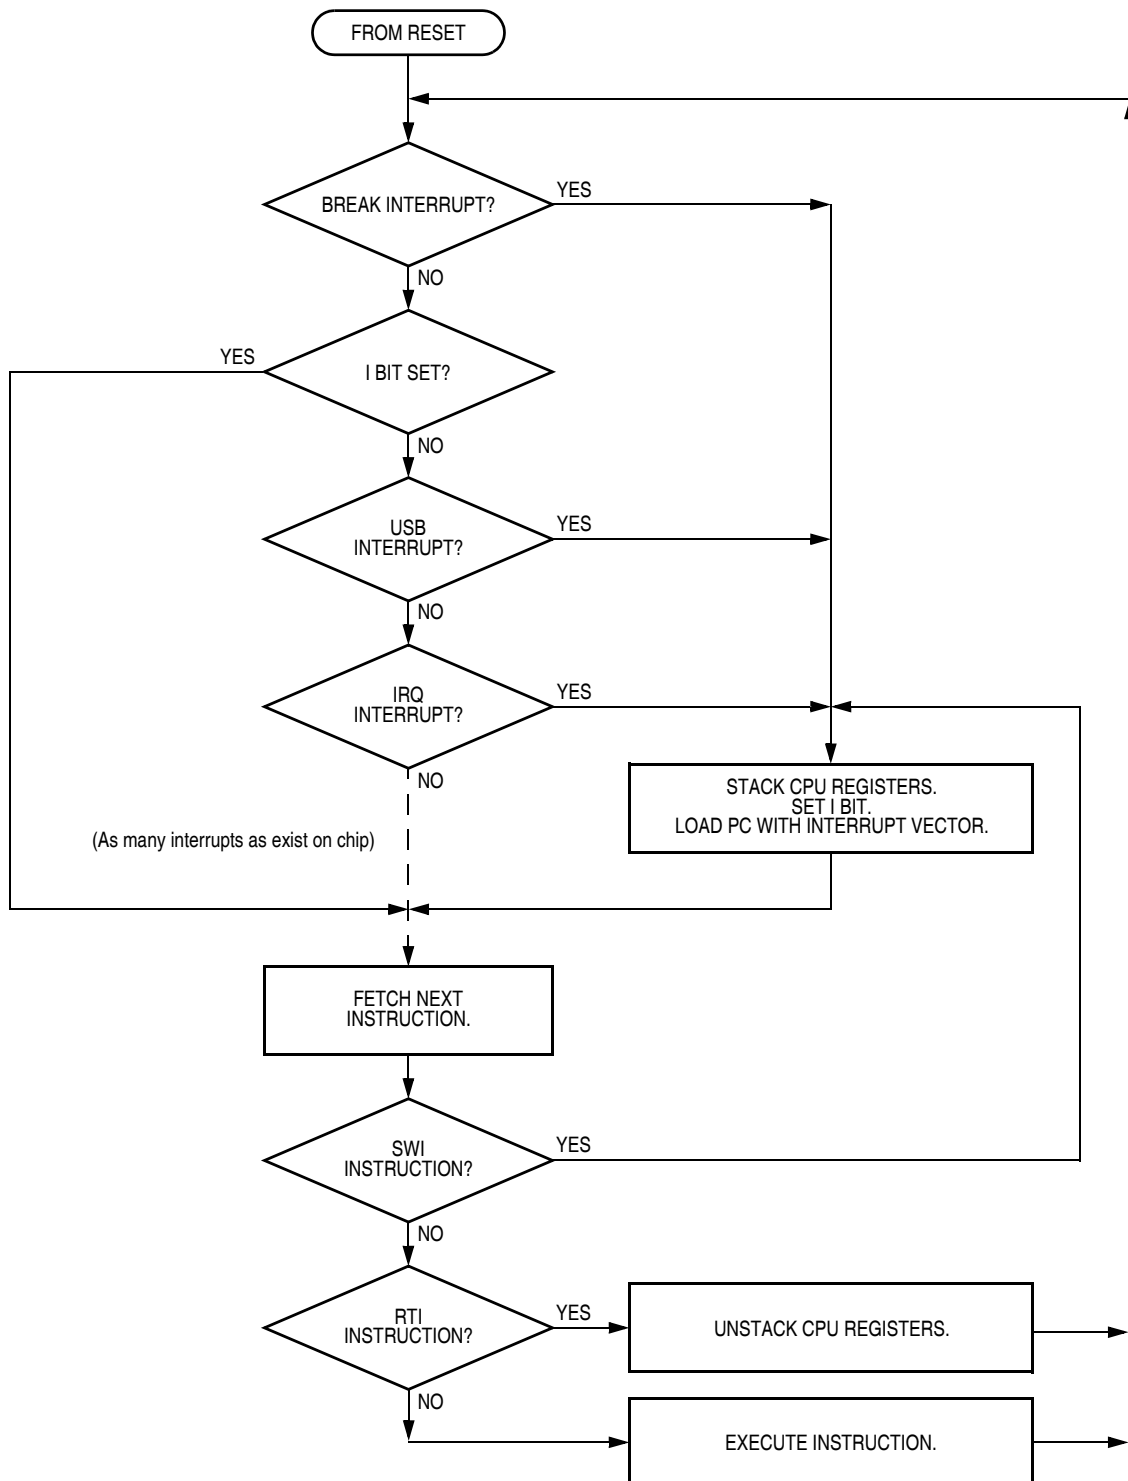 FROM RESET
BREAK INTERRUPT?
YES
NO
YES
I BIT SET?
NO
USB
INTERRUPT?
YES
NO
IRQ
INTERRUPT?
YES
NO
STACK CPU REGISTERS.
SET I BIT.
LOAD PC WITH INTERRUPT VECTOR.
(As many interrupts as exist on chip)
FETCH NEXT
INSTRUCTION.
SWI
INSTRUCTION?
YES
NO
RTI
INSTRUCTION?
YES
UNSTACK CPU REGISTERS.
NO
EXECUTE INSTRUCTION.